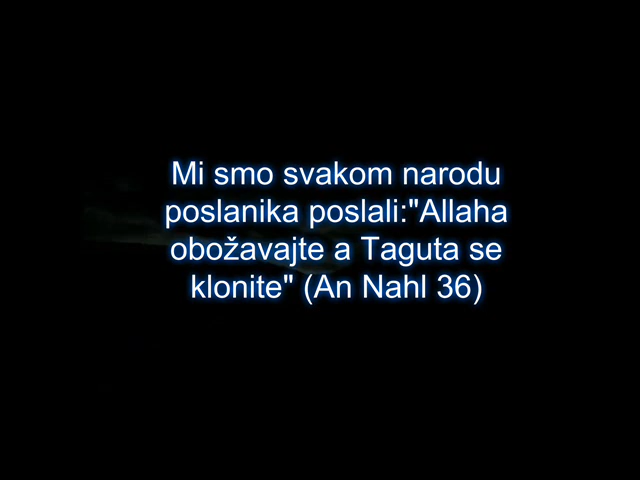 Mi smo svakom narodu
poslanika poslali:"Allaha
obožavajte a Taguta se
klonite" (An Nahl 36)